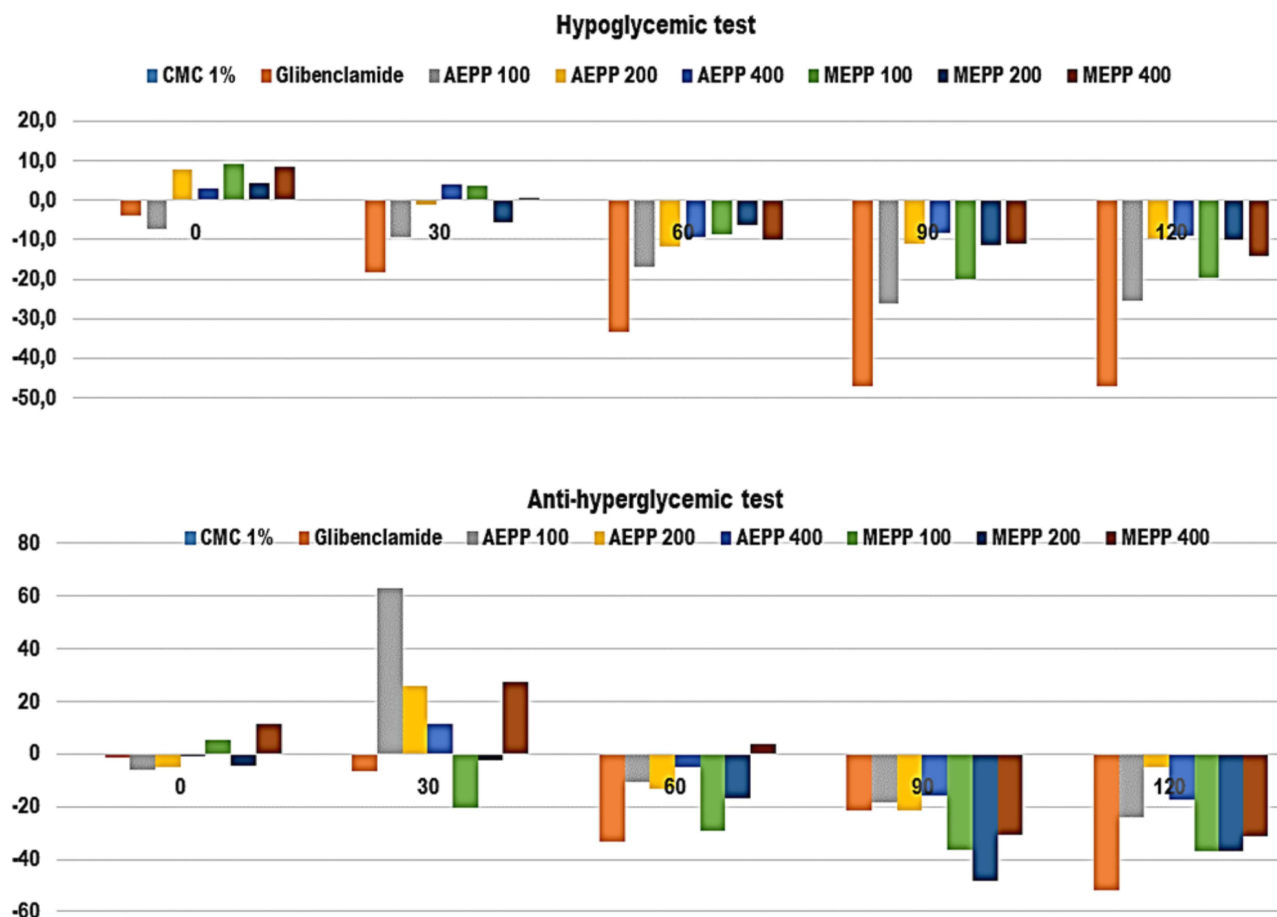 Hypoglycemic test
CMC 1% Glibenclamide AEPP 100 AEPP 200 AEPP 400 MEPP 100 MEPP 200 MEPP 400
20,0
10,0
0,0
-10,0
-20,0
-30,0
-40,0
-50,0
0 30 60 90 120
Anti-hyperglycemic test
CMC 1% Glibenclamide AEPP 100 AEPP 200 AEPP 400 MEPP 100 MEPP 200 MEPP 400
80
60
40
20
0
-20
-40
-60
0 30 60 90 120